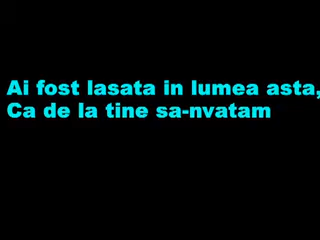 Ai fost lasata in lumea asta,
Ca de la tine sa-nvatam